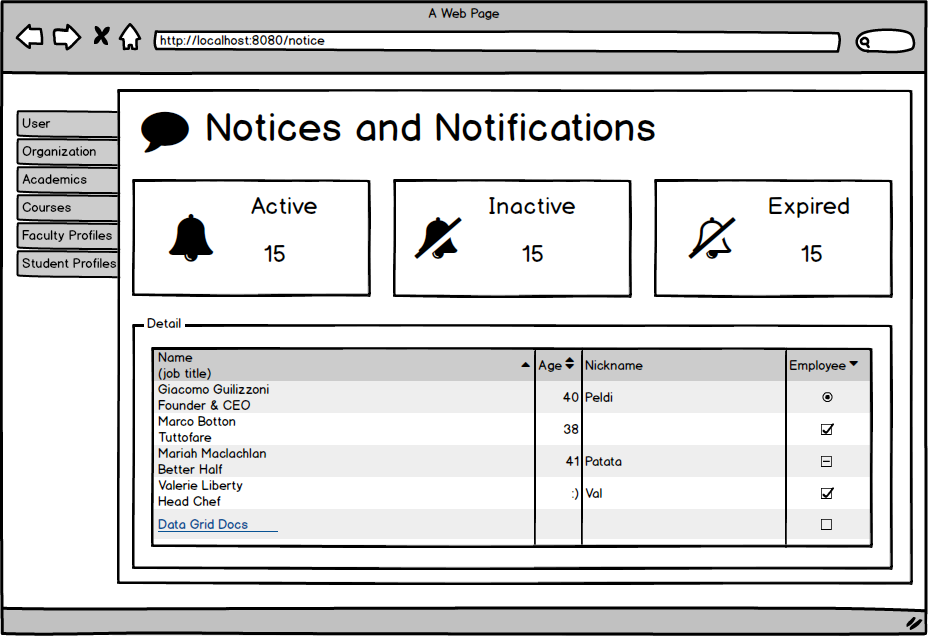 A Web Page
http://localhost:8080/notice
User
Organization
Academics
Courses
Faculty Profiles
Student Profiles
Notices and Notifications
Active
15
Inactive
15
Expired
15
Detail
Name
(job title)
Age
Nickname
Employee
Giacomo Guilizzoni
Founder & CEO
40
Peldi
Marco Botton
Tuttofare
38
Mariah Maclachlan
Better Half
41
Patata
Valerie Liberty
Head Chef
:)
Val
Data Grid Docs